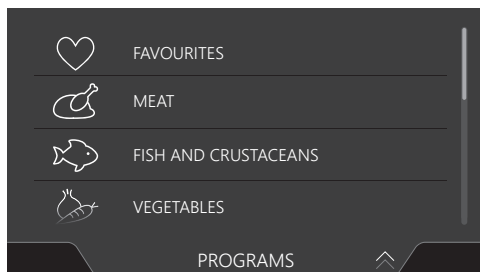 FAVOURITES
MEAT
FISH AND CRUSTACEANS
VEGETABLES
PROGRAMS